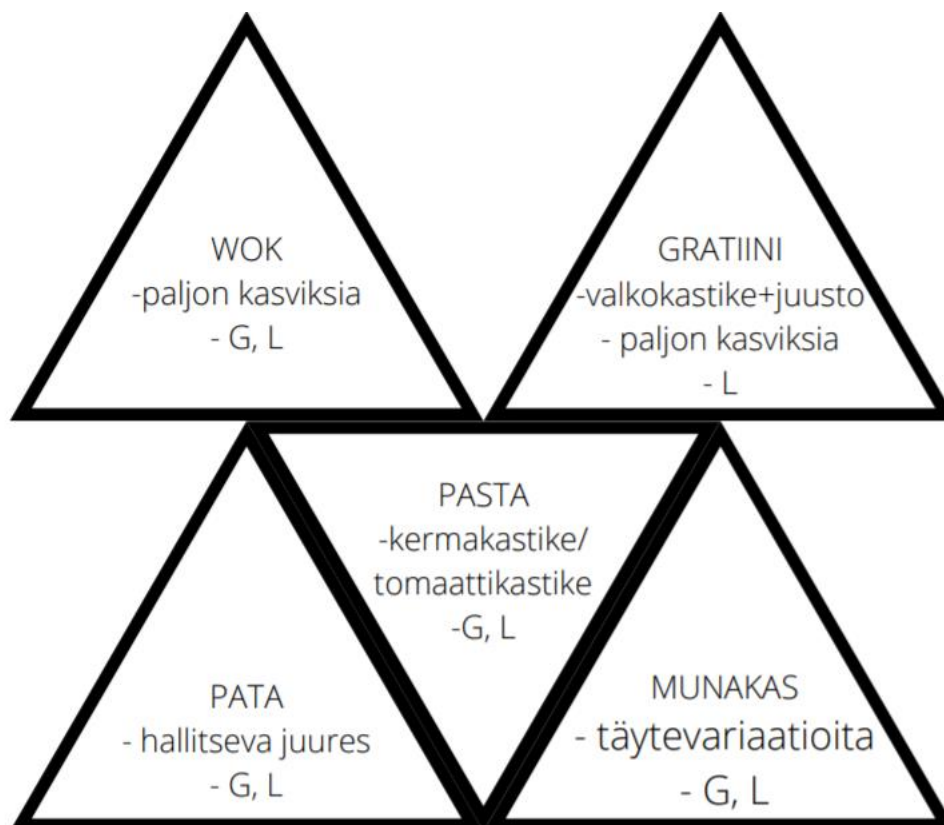 WOK
-paljon kasviksia
- G, L
GRATIINI
-valkokastike+juusto
- paljon kasviksia
- L
PASTA
-kermakastike/
tomaattikastike
-G, L
PATA
- hallitseva juures
- G, L
MUNAKAS
- täytevariaatioita
- G, L